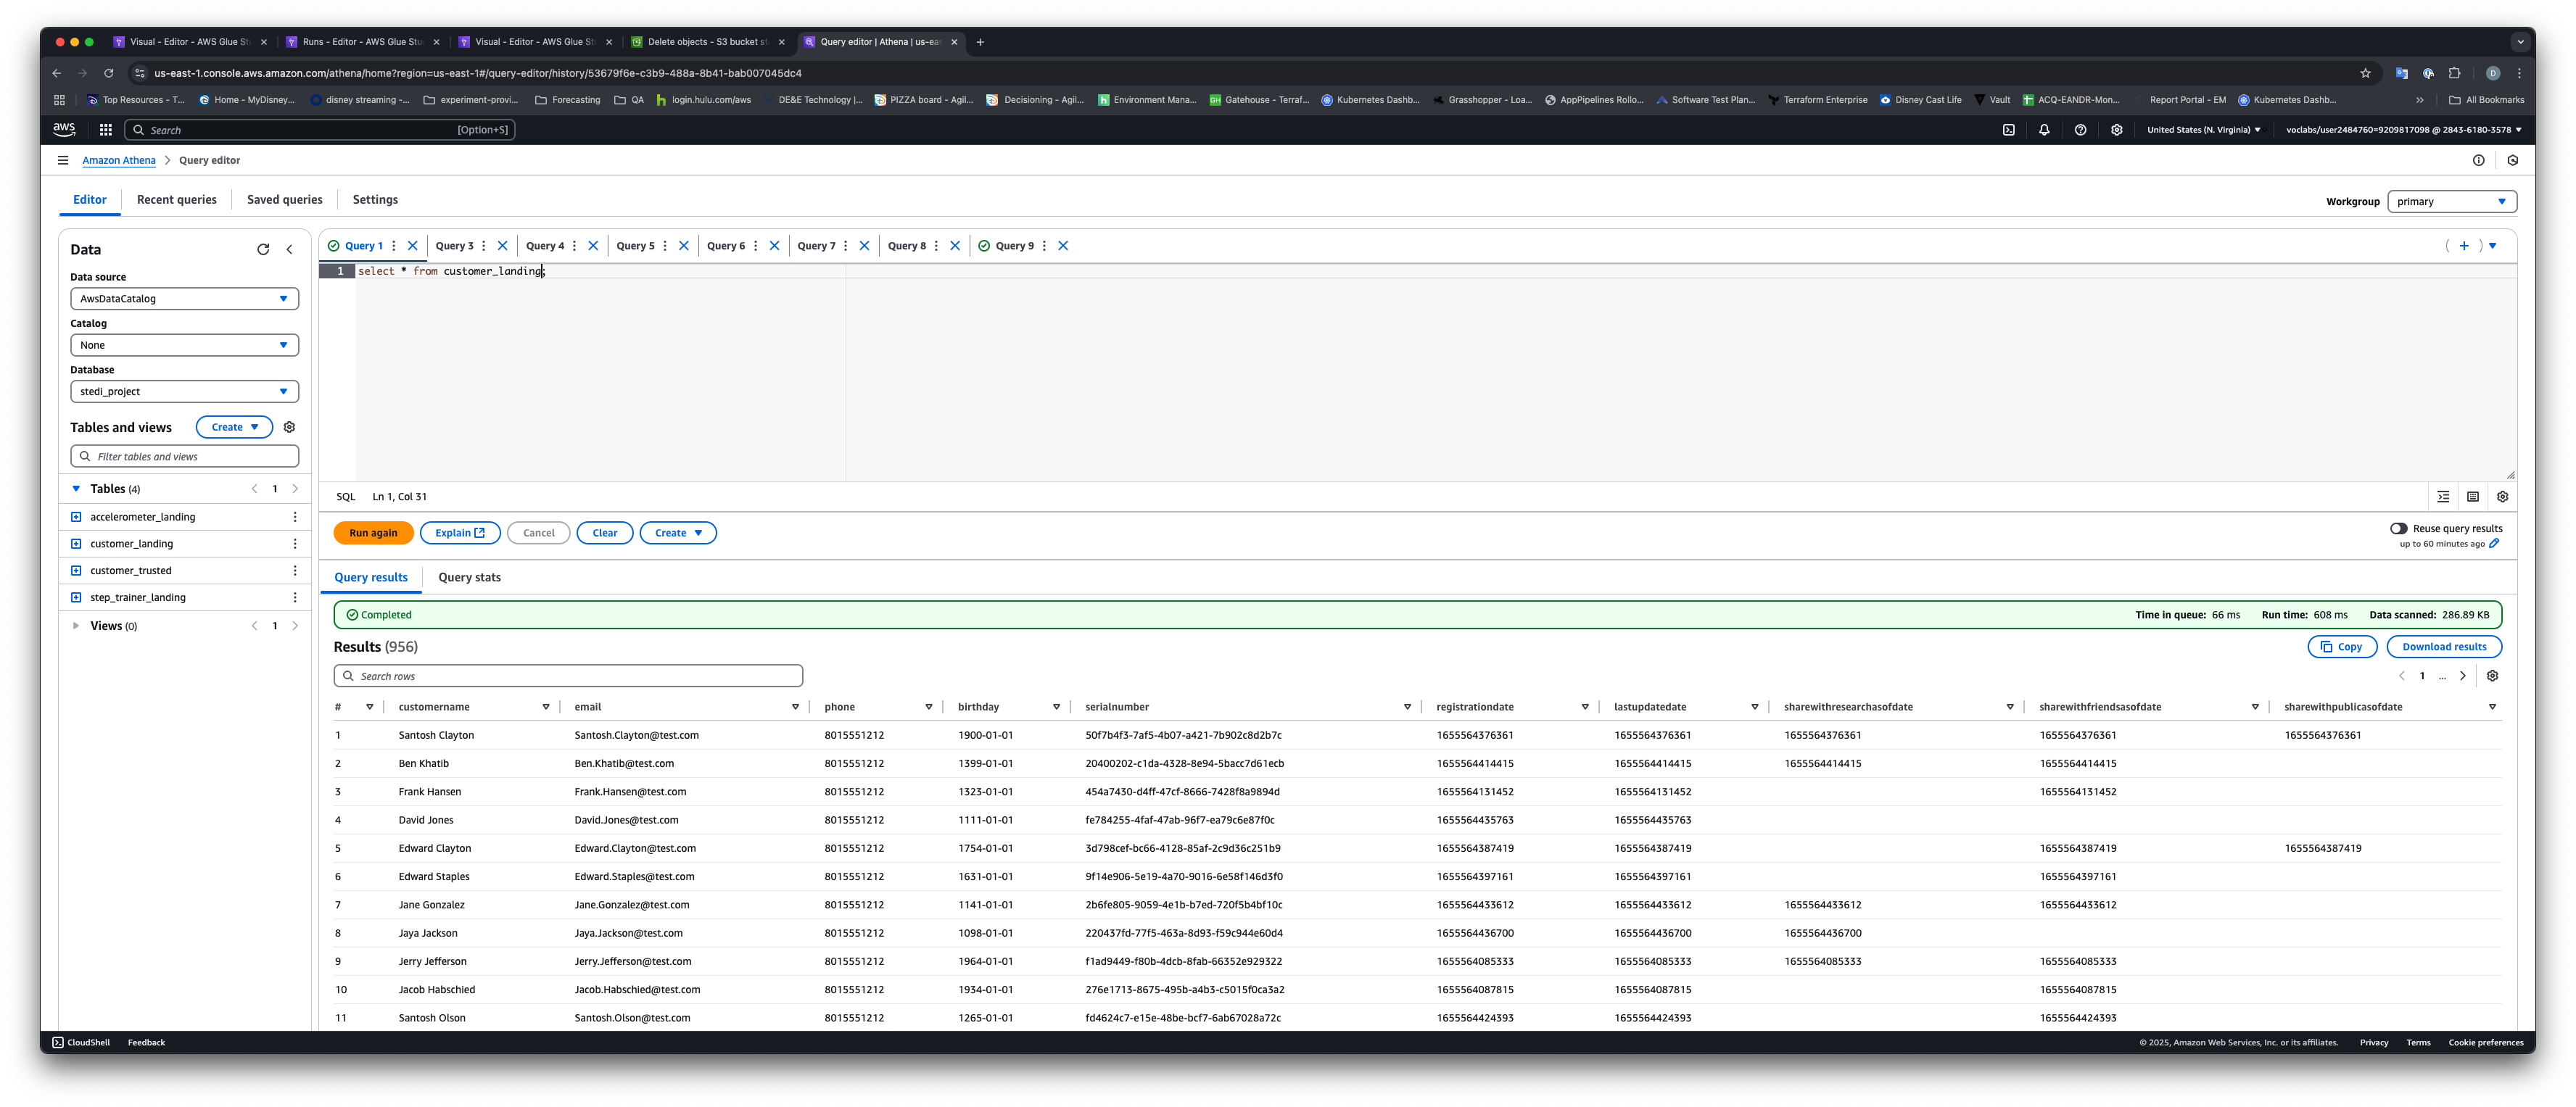 Visual - Editor - AWS Glue Stu
Runs - Editor - AWS Glue Stu
Visual - Editor - AWS Glue Stu
Delete objects - S3 bucket st
Query editor | Athena | us-eas
us-east-1.console.aws.amazon.com/athena/home?region=us-east-1#/query-editor/history/53679f6e-c3b9-488a-8b41-bab007045dc4
D
Top Resources - T... Home - MyDisney... disney streaming -... experiment-provi... Forecasting QA login.hulu.com/aws DE&E Technology |... PIZZA board - Agil... Decisioning - Agil... Environment Mana... Gatehouse - Terraf... Kubernetes Dashb... Grasshopper - Loa... AppPipelines Rollo... Software Test Plan... Terraform Enterprise Disney Cast Life Vault ACQ-EANDR-Mon... Report Portal - EM Kubernetes Dashb... All Bookmarks
aws Search [Option+S] United States (N. Virginia) voclabs/user2484760=9209817098 @ 2843-6180-3578
Amazon Athena Query editor
Editor Recent queries Saved queries Settings Workgroup primary
Data
Data source
AwsDataCatalog
Catalog
None
Database
stedi_project
Tables and views Create
Filter tables and views
Tables (4) 1
accelerometer_landing
customer_landing
customer_trusted
step_trainer_landing
Views (0) 1
Query 1 Query 3 Query 4 Query 5 Query 6 Query 7 Query 8 Query 9
1 select * from customer_landing;
SQL Ln 1, Col 31
Run again Explain Cancel Clear Create
Reuse query results
up to 60 minutes ago
Query results Query stats
Completed Time in queue: 66 ms Run time: 608 ms Data scanned: 286.89 KB
Results (956) Copy Download results
Search rows 1 ...
# customername email phone birthday serialnumber registrationdate lastupdatedate sharewithresearchasofdate sharewithfriendsasofdate sharewithpublicasofdate
1 Santosh Clayton Santosh.Clayton@test.com 8015551212 1900-01-01 50f7b4f3-7af5-4b07-a421-7b902c8d2b7c 1655564376361 1655564376361 1655564376361 1655564376361 1655564376361
2 Ben Khatib Ben.Khatib@test.com 8015551212 1399-01-01 20400202-c1da-4328-8e94-5bacc7d61ecb 1655564414415 1655564414415 1655564414415 1655564414415
3 Frank Hansen Frank.Hansen@test.com 8015551212 1323-01-01 454a7430-d4ff-47cf-8666-7428f8a9894d 1655564131452 1655564131452 1655564131452
4 David Jones David.Jones@test.com 8015551212 1111-01-01 fe784255-4faf-47ab-96f7-ea79c6e87f0c 1655564435763 1655564435763
5 Edward Clayton Edward.Clayton@test.com 8015551212 1754-01-01 3d798cef-bc66-4128-85af-2c9d36c251b9 1655564387419 1655564387419 1655564387419 1655564387419
6 Edward Staples Edward.Staples@test.com 8015551212 1631-01-01 9f14e906-5e19-4a70-9016-6e58f146d3f0 1655564397161 1655564397161 1655564397161
7 Jane Gonzalez Jane.Gonzalez@test.com 8015551212 1141-01-01 2b6fe805-9059-4e1b-b7ed-720f5b4bf10c 1655564433612 1655564433612 1655564433612 1655564433612
8 Jaya Jackson Jaya.Jackson@test.com 8015551212 1098-01-01 220437fd-77f5-463a-8d93-f59c944e60d4 1655564436700 1655564436700 1655564436700
9 Jerry Jefferson Jerry.Jefferson@test.com 8015551212 1964-01-01 f1ad9449-f80b-4dcb-8fab-66352e929322 1655564085333 1655564085333 1655564085333 1655564085333
10 Jacob Habschied Jacob.Habschied@test.com 8015551212 1934-01-01 276e1713-8675-495b-a4b3-c5015f0ca3a2 1655564087815 1655564087815 1655564087815
11 Santosh Olson Santosh.Olson@test.com 8015551212 1265-01-01 fd4624c7-e15e-48be-bcf7-6ab67028a72c 1655564424393 1655564424393 1655564424393
CloudShell Feedback © 2025, Amazon Web Services, Inc. or its affiliates. Privacy Terms Cookie preferences